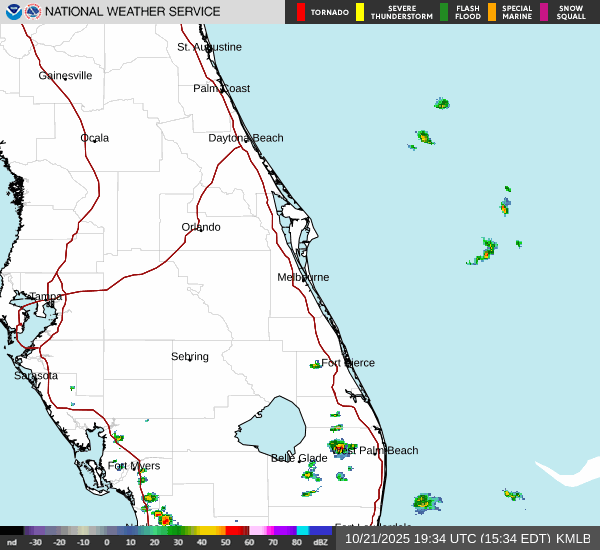 NATIONAL WEATHER SERVICE
TORNADO
SEVERE THUNDERSTORM
FLASH FLOOD
SPECIAL MARINE
SNOW SQUALL
St. Augustine
Gainesville
Palm Coast
Ocala
Daytona Beach
Orlando
Melbourne
Tampa
Sebring
Fort Pierce
Sarasota
West Palm Beach
Belle Glade
Fort Myers
nd -30 -20 -10 0 10 20 30 40 50 60 70 80 dBZ
10/21/2025 19:34 UTC (15:34 EDT) KMLB